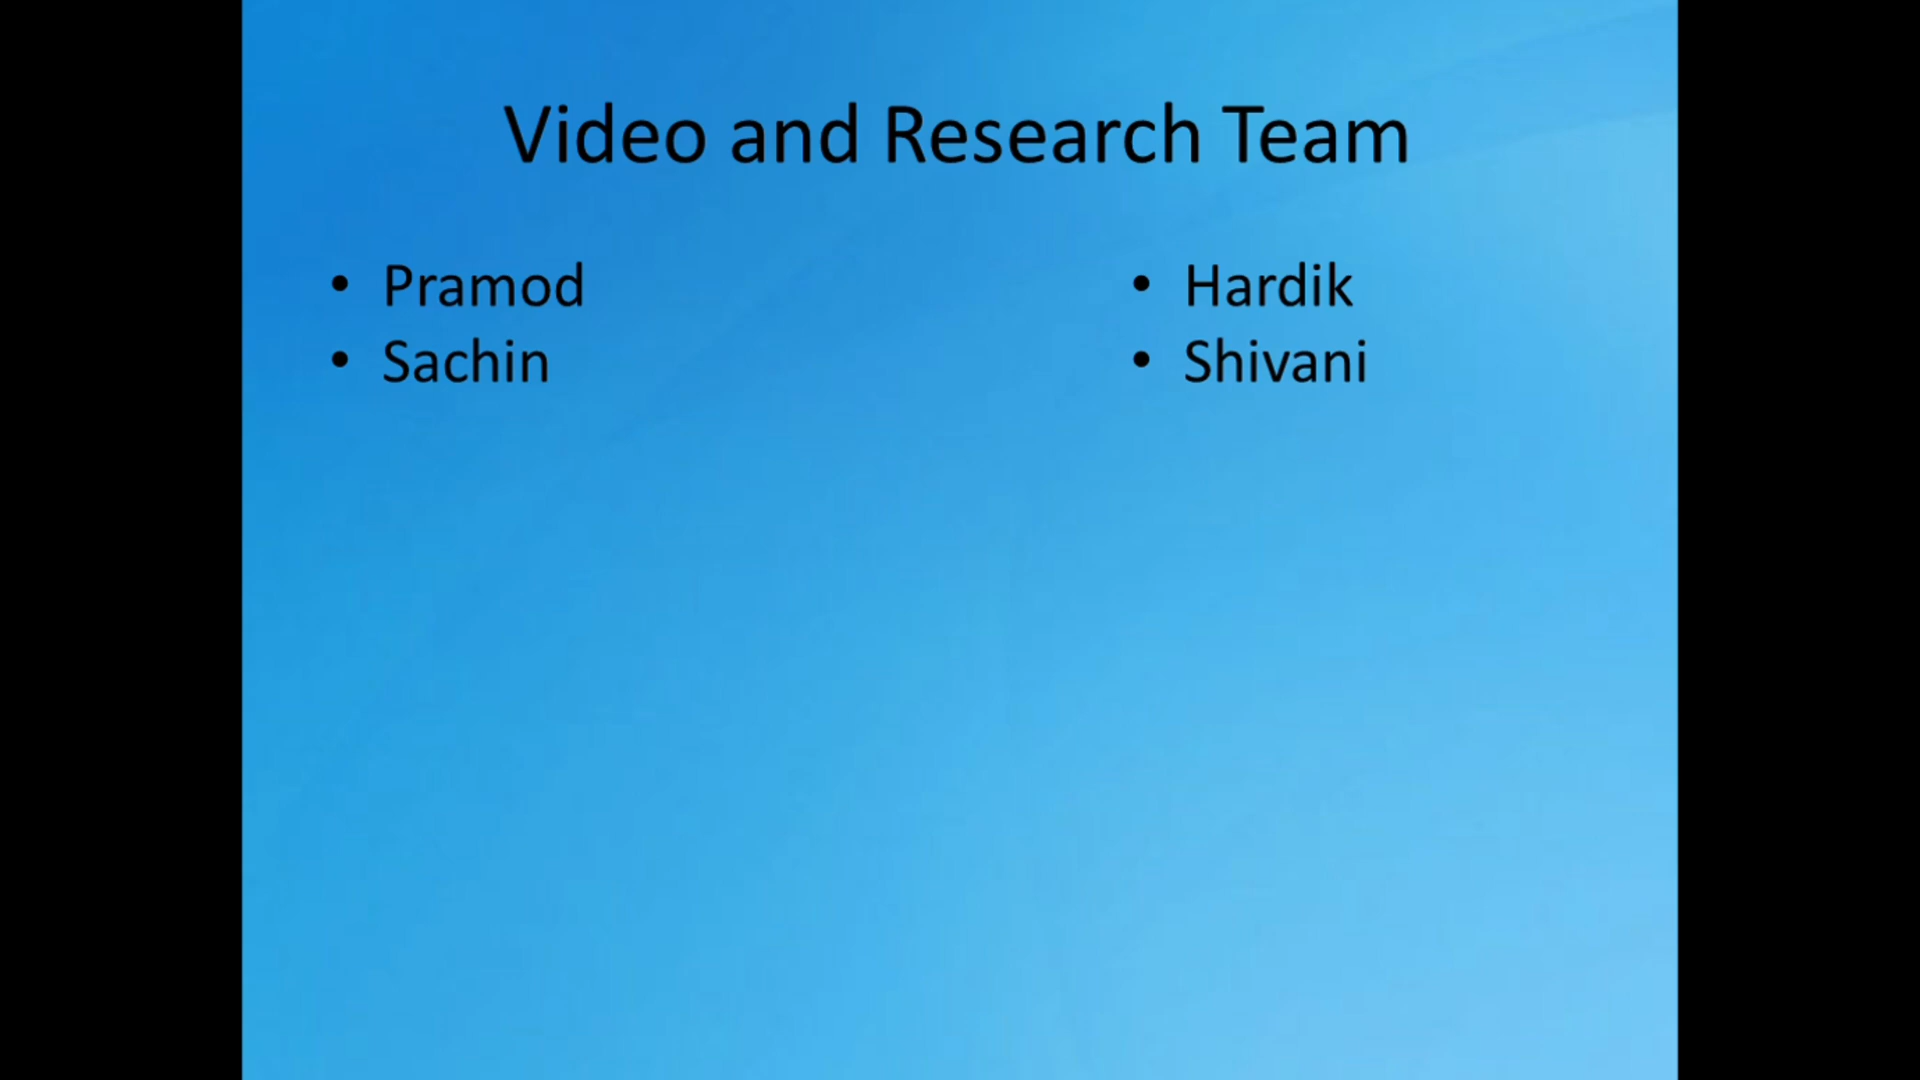 Video and Research Team
• Pramod
• Sachin
• Hardik
• Shivani